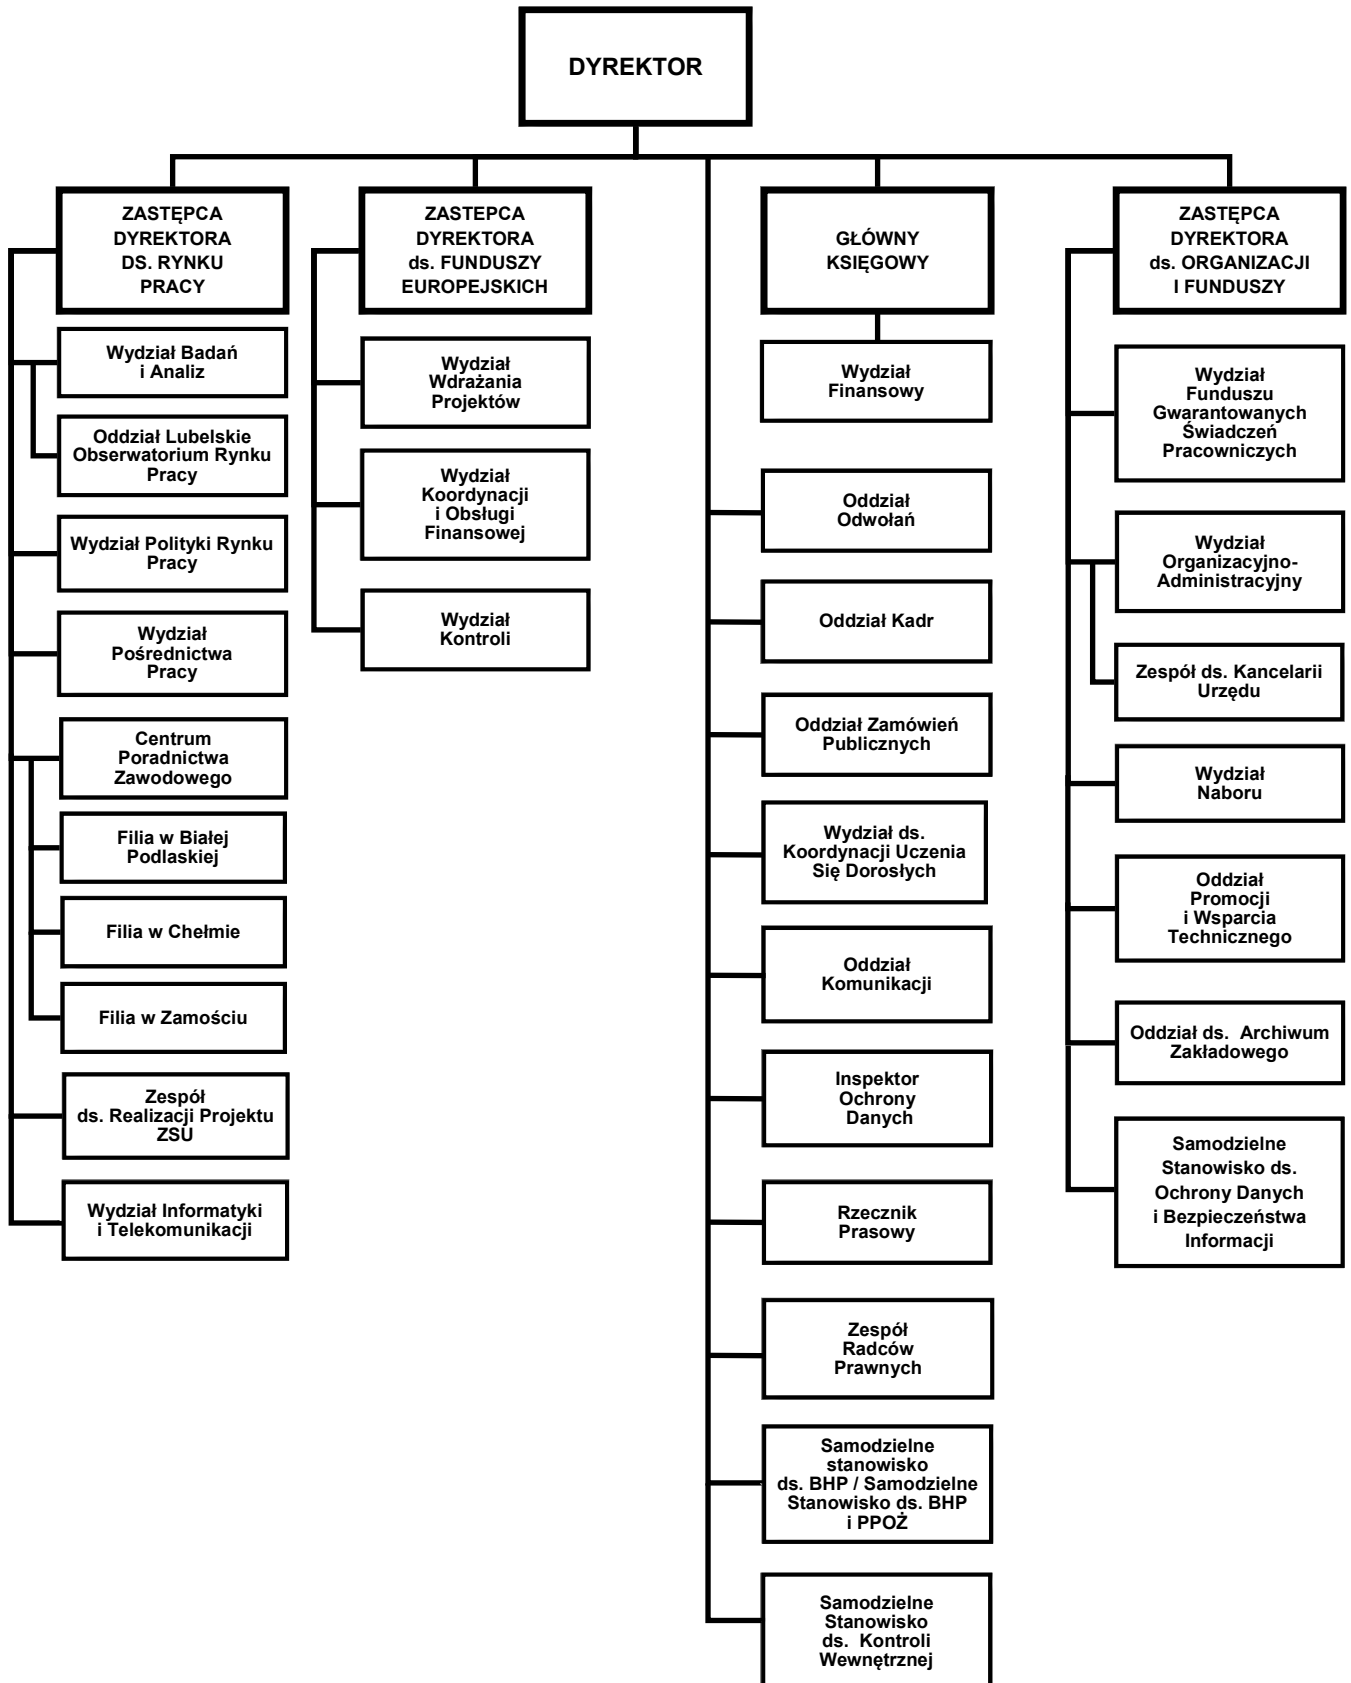 DYREKTOR
ZASTĘPCA
DYREKTORA
DS. RYNKU
PRACY
Wydział Badań
i Analiz
Oddział Lubelskie
Obserwatorium Rynku
Pracy
Wydział Polityki Rynku
Pracy
Wydział
Pośrednictwa
Pracy
Centrum
Poradnictwa
Zawodowego
Filia w Białej
Podlaskiej
Filia w Chełmie
Filia w Zamościu
Zespół
ds. Realizacji Projektu
ZSU
Wydział Informatyki
i Telekomunikacji
ZASTEPCA
DYREKTORA
ds. FUNDUSZY
EUROPEJSKICH
Wydział
Wdrażania
Projektów
Wydział
Koordynacji
i Obsługi
Finansowej
Wydział
Kontroli
GŁÓWNY
KSIĘGOWY
Wydział
Finansowy
Oddział
Odwołań
Oddział Kadr
Oddział Zamówień
Publicznych
Wydział ds.
Koordynacji Uczenia
Się Dorosłych
Oddział
Komunikacji
Inspektor
Ochrony
Danych
Rzecznik
Prasowy
Zespół
Radców
Prawnych
Samodzielne
stanowisko
ds. BHP / Samodzielne
Stanowisko ds. BHP
i PPOŻ
Samodzielne
Stanowisko
ds. Kontroli
Wewnętrznej
ZASTĘPCA
DYREKTORA
ds. ORGANIZACJI
I FUNDUSZY
Wydział
Funduszu
Gwarantowanych
Świadczeń
Pracowniczych
Wydział
Organizacyjno-
Administracyjny
Zespół ds. Kancelarii
Urzędu
Wydział
Naboru
Oddział
Promocji
i Wsparcia
Technicznego
Oddział ds. Archiwum
Zakładowego
Samodzielne
Stanowisko ds.
Ochrony Danych
i Bezpieczeństwa
Informacji